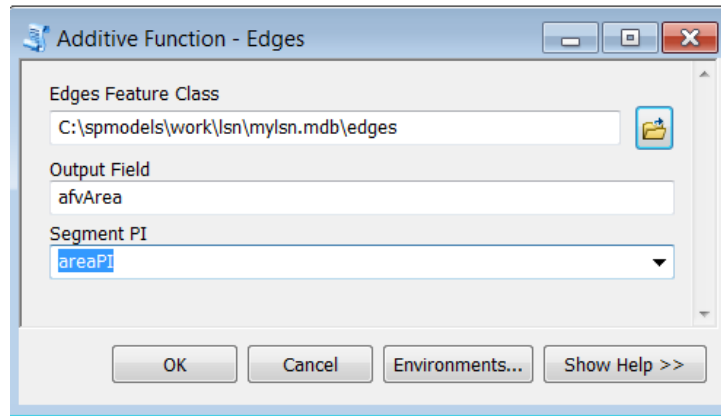 Additive Function - Edges
Edges Feature Class
C:\spmodels\work\lsn\mylsn.mdb\edges
Output Field
afvArea
Segment PI
areaPI
OK Cancel Environments... Show Help >>